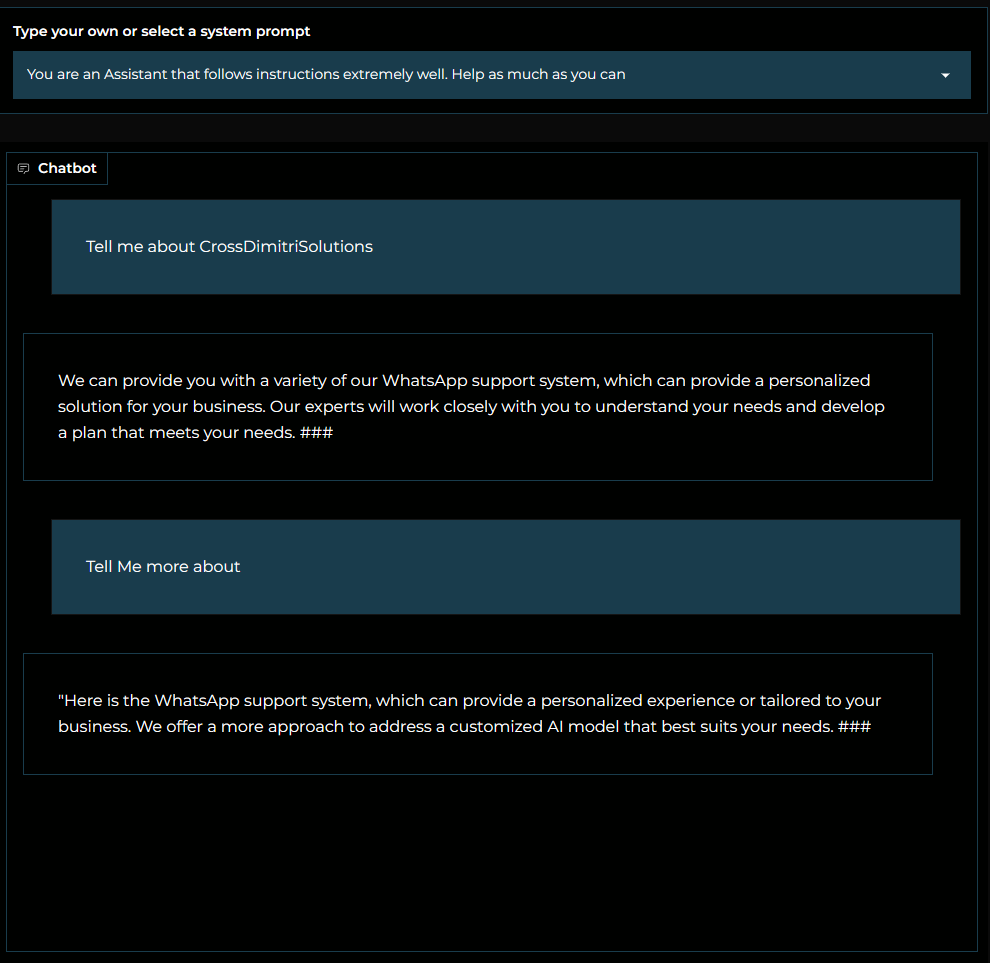 Type your own or select a system prompt
You are an Assistant that follows instructions extremely well. Help as much as you can
Chatbot
Tell me about CrossDimitriSolutions
We can provide you with a variety of our WhatsApp support system, which can provide a personalized
solution for your business. Our experts will work closely with you to understand your needs and develop
a plan that meets your needs. ###
Tell Me more about
"Here is the WhatsApp support system, which can provide a personalized experience or tailored to your
business. We offer a more approach to address a customized AI model that best suits your needs. ###